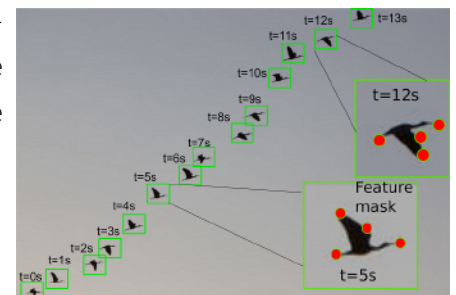 t=12s
t=13s
t=11s
t=10s
t=12s
t=9s
t=8s
t=7s
t=6s
t=5s
Feature
mask
t=4s
t=3s
t=2s
t=5s
t=1s
t=0s